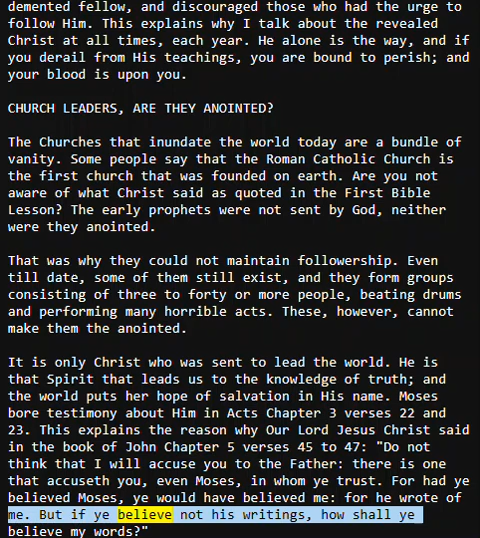 demented fellow, and discouraged those who had the urge to
follow Him. This explains why I talk about the revealed
Christ at all times, each year. He alone is the way, and if
you derail from His teachings, you are bound to perish; and
your blood is upon you.
CHURCH LEADERS, ARE THEY ANOINTED?
The Churches that inundate the world today are a bundle of
vanity. Some people say that the Roman Catholic Church is
the first church that was founded on earth. Are you not
aware of what Christ said as quoted in the First Bible
Lesson? The early prophets were not sent by God, neither
were they anointed.
That was why they could not maintain followership. Even
till date, some of them still exist, and they form groups
consisting of three to forty or more people, beating drums
and performing many horrible acts. These, however, cannot
make them the anointed.
It is only Christ who was sent to lead the world. He is
that Spirit that leads us to the knowledge of truth; and
the world puts her hope of salvation in His name. Moses
bore testimony about Him in Acts Chapter 3 verses 22 and
23. This explains the reason why Our Lord Jesus Christ said
in the book of John Chapter 5 verses 45 to 47: "Do not
think that I will accuse you to the Father: there is one
that accuseth you, even Moses, in whom ye trust. For had ye
believed Moses, ye would have believed me: for he wrote of
me. But if ye believe not his writings, how shall ye
believe my words?"